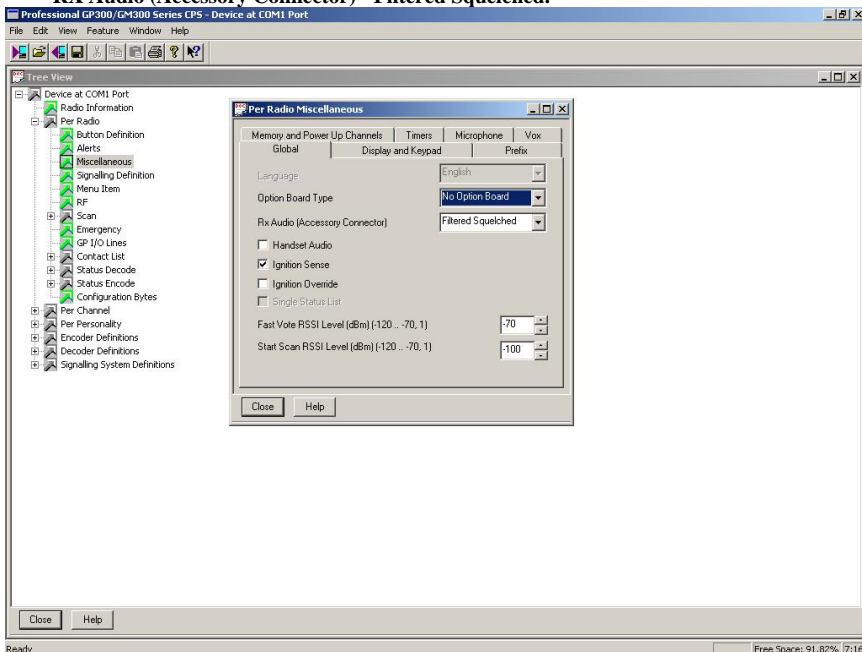 RX Audio (Accessory Connector) - Filtered Squelched.
Professional GP300/GM300 Series CPS - Device at COM1 Port
File Edit View Feature Window Help
Tree View
Device at COM1 Port
Radio Information
Per Radio
Button Definition
Alerts
Miscellaneous
Signalling Definition
Menu Item
RF
Scan
Emergency
GP I/O Lines
Contact List
Status Decode
Status Encode
Configuration Bytes
Per Channel
Per Personality
Encoder Definitions
Decoder Definitions
Signalling System Definitions
Per Radio Miscellaneous
Memory and Power Up Channels Timers Microphone Vox
Global Display and Keypad Prefix
Language English
Option Board Type No Option Board
Rx Audio (Accessory Connector) Filtered Squelched
Handset Audio
Ignition Sense
Ignition Override
Single Status List
Fast Vote RSSI Level (dBm) (-120 .. -70, 1) -70
Start Scan RSSI Level (dBm) (-120 .. -70, 1) -100
Close Help
Close Help
Ready Free Space: 91.82% 7:16